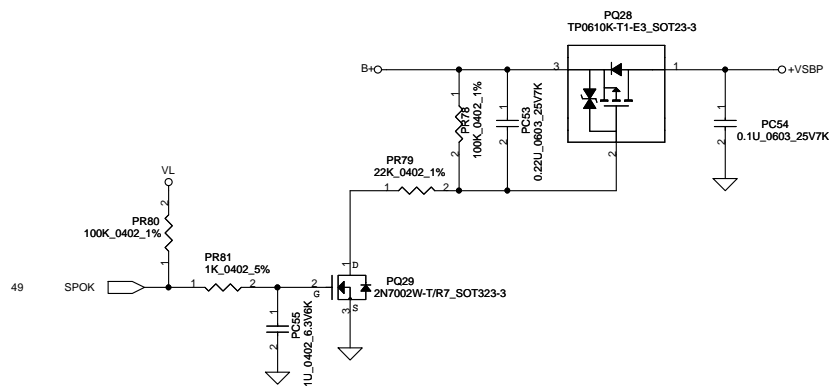 PQ28
TP0610K-T1-E3_SOT23-3
B+
3
1
+VSBP
1
PR78
100K_0402_1%
2
1
PC53
0.22U_0603_25V7K
2
1
PC54
0.1U_0603_25V7K
2
2
PR79
22K_0402_1%
1
2
VL
2
PR80
100K_0402_1%
1
PR81
1K_0402_5%
1
2
49
SPOK
1
D
2
G
S
3
PQ29
2N7002W-T/R7_SOT323-3
1
PC55
1U_0402_6.3V6K
2